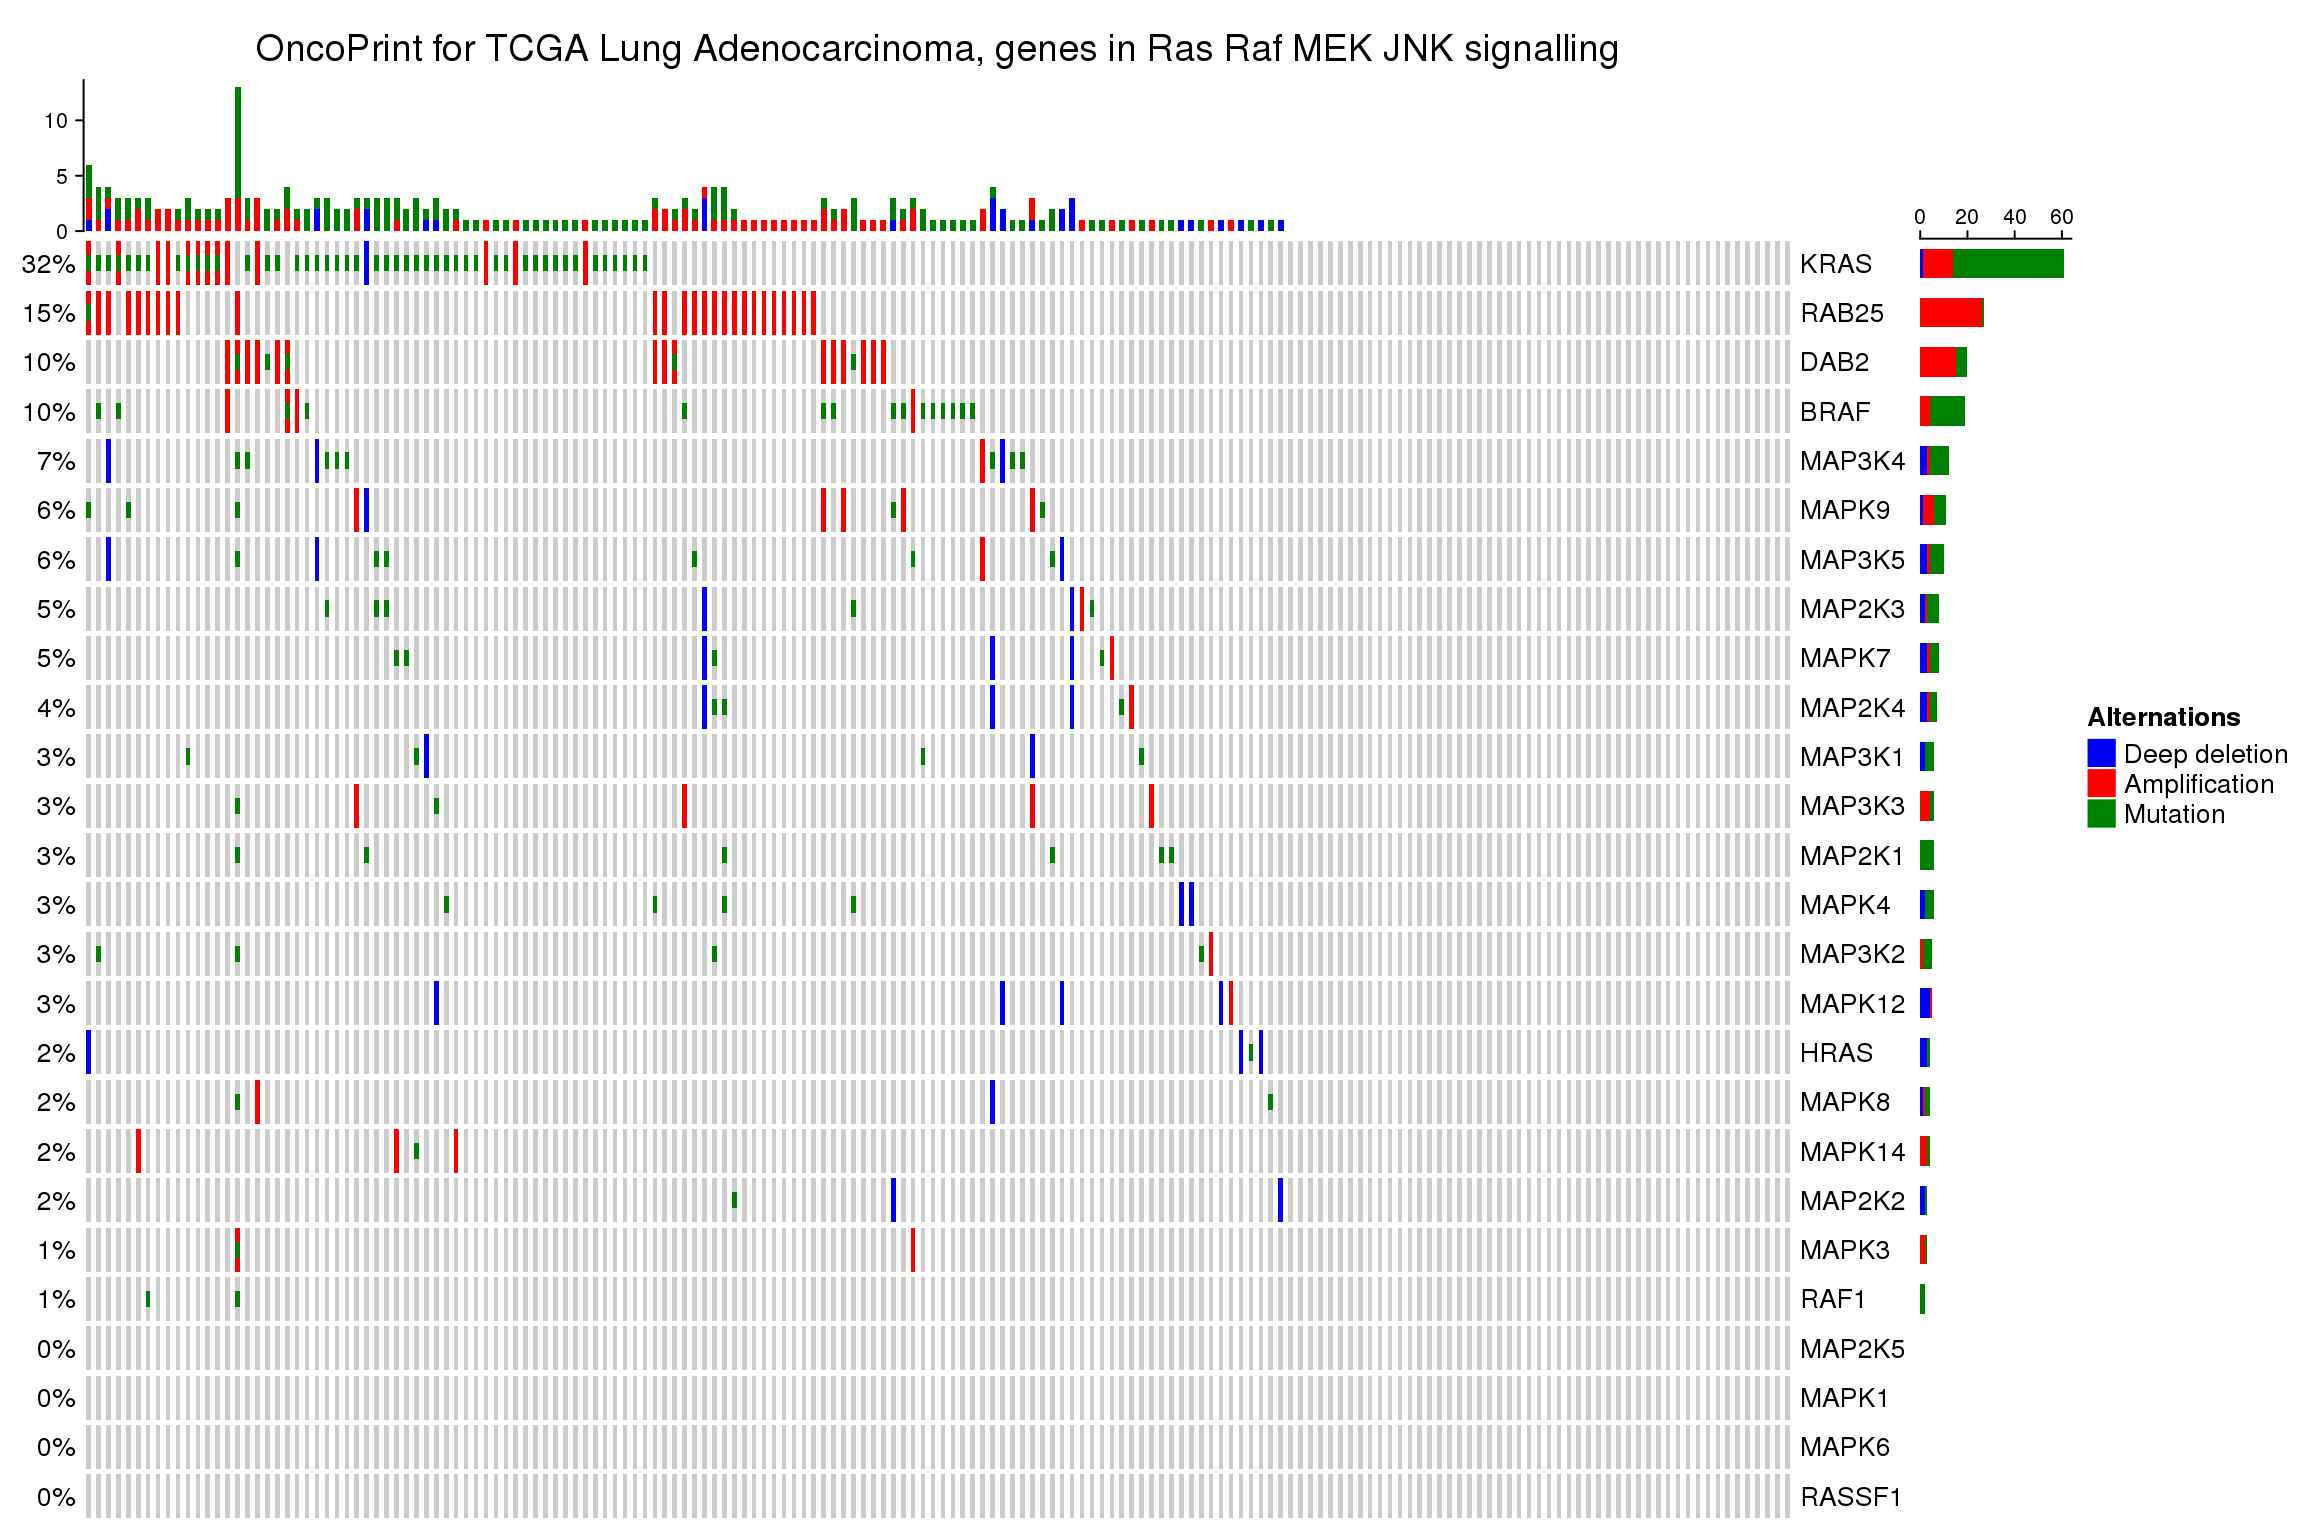 OncoPrint for TCGA Lung Adenocarcinoma, genes in Ras Raf MEK JNK signalling
10
5
0
0 20 40 60
32% KRAS
15% RAB25
10% DAB2
10% BRAF
7% MAP3K4
6% MAPK9
6% MAP3K5
5% MAP2K3
5% MAPK7
4% MAP2K4
3% MAP3K1
3% MAP3K3
3% MAP2K1
3% MAPK4
3% MAP3K2
3% MAPK12
2% HRAS
2% MAPK8
2% MAPK14
2% MAP2K2
1% MAPK3
1% RAF1
0% MAP2K5
0% MAPK1
0% MAPK6
0% RASSF1
Alternations
Deep deletion
Amplification
Mutation